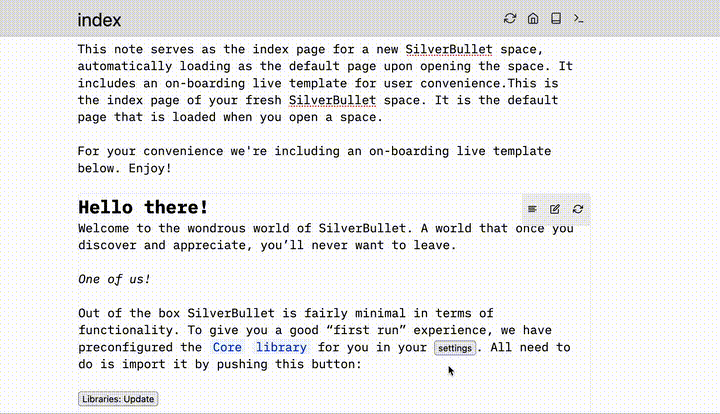 index
This note serves as the index page for a new SilverBullet space,
automatically loading as the default page upon opening the space. It
includes an on-boarding live template for user convenience.This is
the index page of your fresh SilverBullet space. It is the default
page that is loaded when you open a space.
For your convenience we're including an on-boarding live template
below. Enjoy!
Hello there!
Welcome to the wondrous world of SilverBullet. A world that once you
discover and appreciate, you’ll never want to leave.
One of us!
Out of the box SilverBullet is fairly minimal in terms of
functionality. To give you a good “first run” experience, we have
preconfigured the Core library for you in your settings. All need to
do is import it by pushing this button:
Libraries: Update